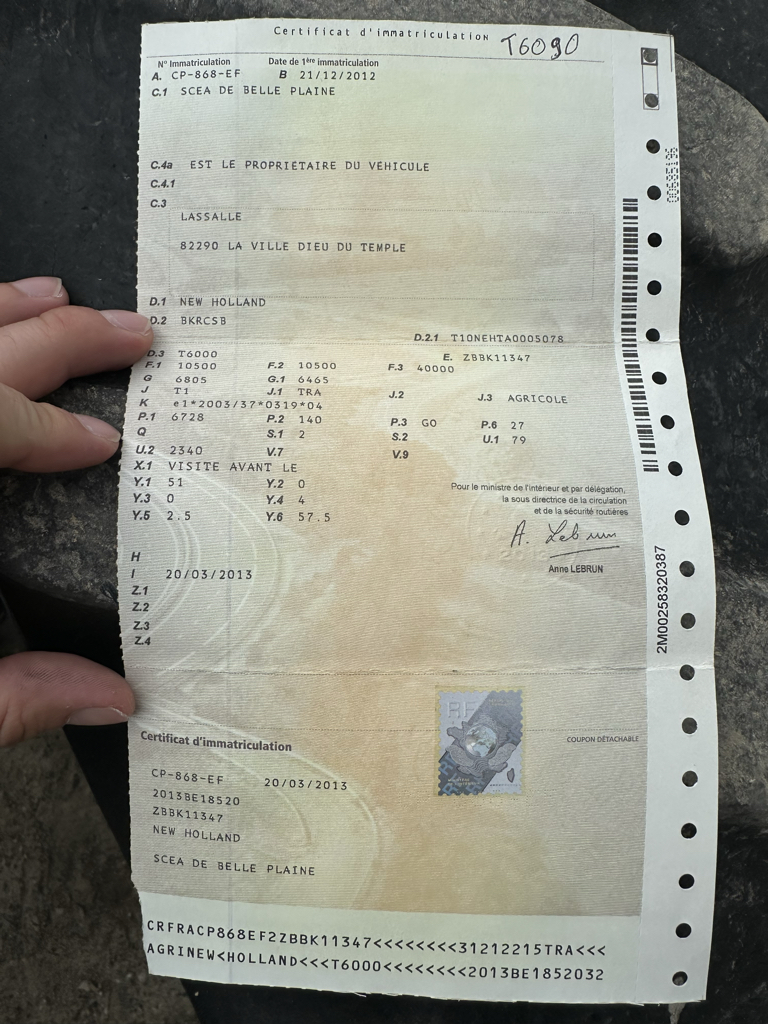 Certificat d'immatriculation T6090
N° Immatriculation Date de 1ère immatriculation
A. CP-868-EF B 21/12/2012
C.1 SCEA DE BELLE PLAINE
C.4a EST LE PROPRIETAIRE DU VEHICULE
C.4.1
C.3
LASSALLE
82290 LA VILLE DIEU DU TEMPLE
D.1 NEW HOLLAND
D.2 BKRCSB
D.2.1 T10NEHTA0005078
D.3 T6000 E. ZBBK11347
F.1 10500 F.2 10500 F.3 40000
G 6805 G.1 6465
J T1 J.1 TRA J.2 J.3 AGRICOLE
K e1*2003/37*0319*04
P.1 6728 P.2 140 P.3 GO P.6 27
Q S.1 2 S.2 U.1 79
U.2 2340 V.7 V.9
X.1 VISITE AVANT LE
Y.1 51 Y.2 0
Y.3 0 Y.4 4
Y.5 2.5 Y.6 57.5
Pour le ministre de l'intérieur et par délégation,
la sous directrice de la circulation
et de la sécurité routières
A. Lebrun
Anne LEBRUN
H
I 20/03/2013
Z.1
Z.2
Z.3
Z.4
2M00258320387
RF
Certificat d'immatriculation COUPON DÉTACHABLE
CP-868-EF 20/03/2013
2013BE18520
ZBBK11347
NEW HOLLAND
SCEA DE BELLE PLAINE
CRFRACP868EF2ZBBK11347<<<<<<<<31212215TRA<<<
AGRINEW<HOLLAND<<<T6000<<<<<<<<2013BE1852032